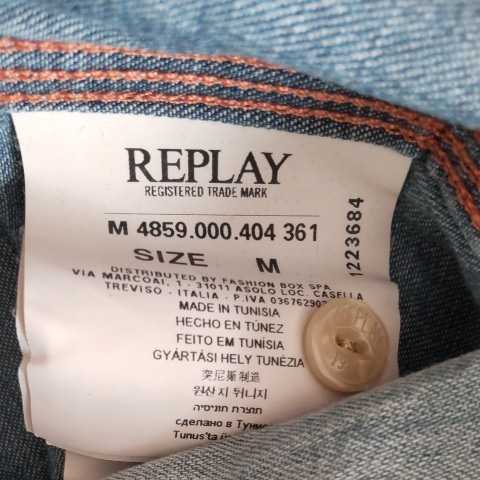 REPLAY
REGISTERED TRADE MARK
M 4859.000.404 361
SIZE M
1223684
DISTRIBUTED BY FASHION BOX SPA
VIA MARCOAI, 1 - 31011 ASOLO LOC. CASELLA
TREVISO - ITALIA - P.IVA
MADE IN TUNISIA
HECHO EN TÚNEZ
FEITO EM TUNÍSIA
GYÁRTÁSI HELY TUNÉZIA
突尼斯制造
원산지 튀니지
תוצרת תוניסיה
сделано в
Tunus'ta
REPLAY